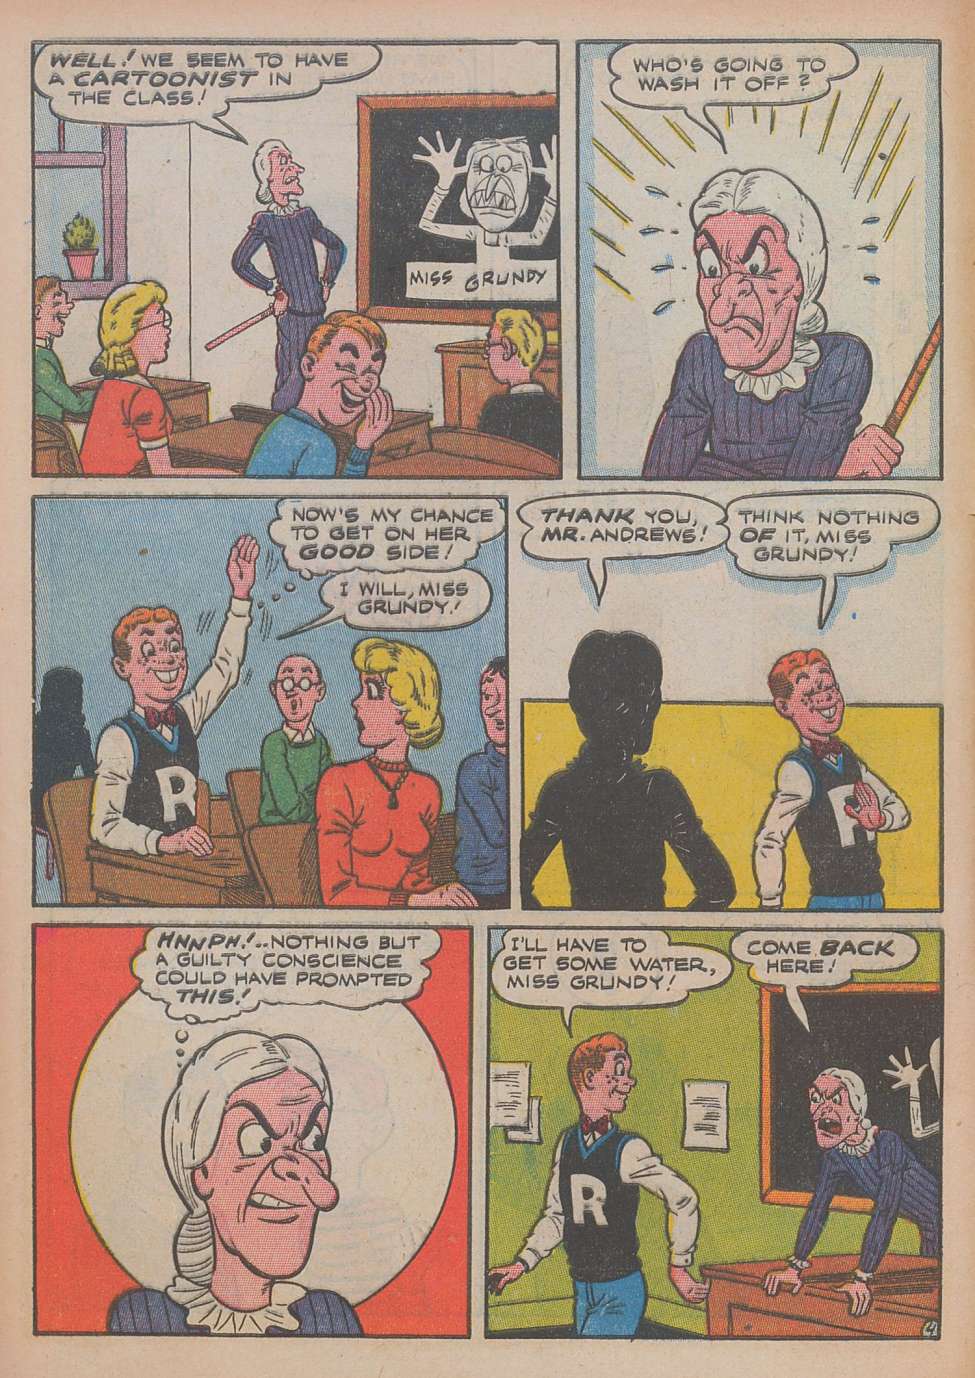 WELL! WE SEEM TO HAVE
A CARTOONIST IN
THE CLASS!
MISS GRUNDY
WHO'S GOING TO
WASH IT OFF?
NOW'S MY CHANCE
TO GET ON HER
GOOD SIDE!
I WILL, MISS
GRUNDY!
R
THANK YOU,
MR. ANDREWS!
THINK NOTHING
OF IT, MISS
GRUNDY!
R
HNNPH!..NOTHING BUT
A GUILTY CONSCIENCE
COULD HAVE PROMPTED
THIS!
I'LL HAVE TO
GET SOME WATER,
MISS GRUNDY!
COME BACK
HERE!
R
4